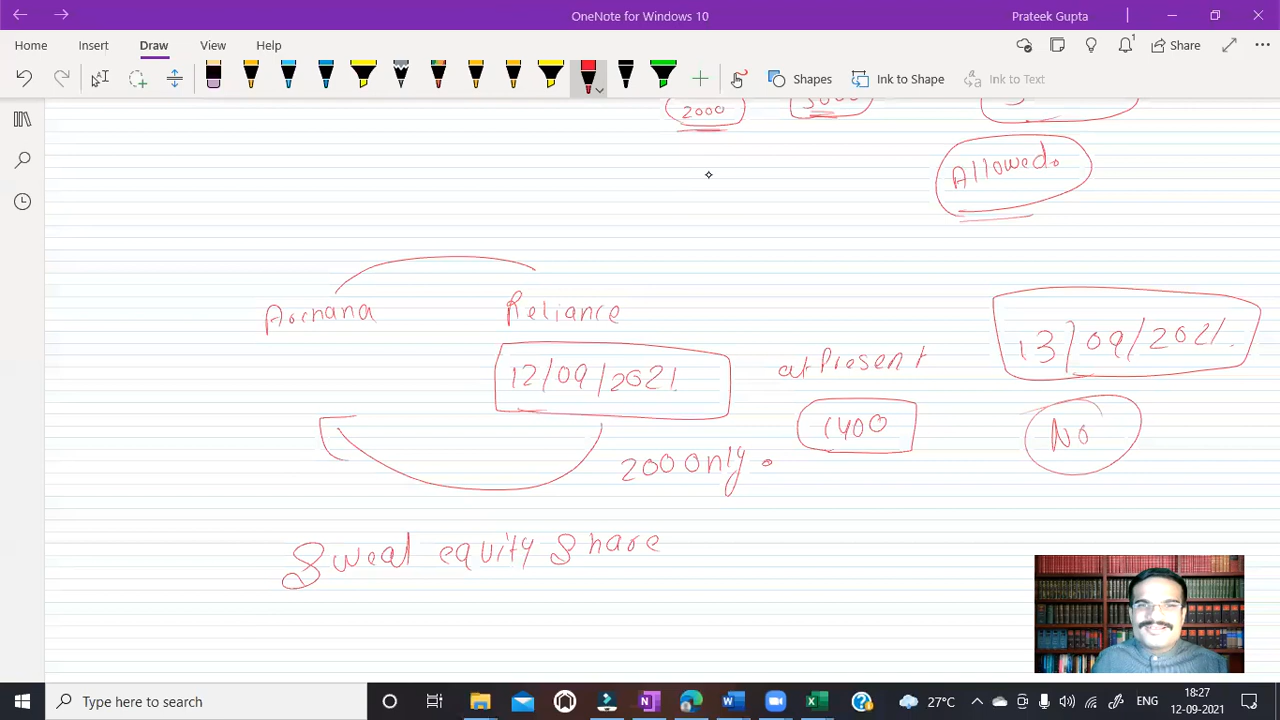 OneNote for Windows 10
Prateek Gupta
Home Insert Draw View Help
Share
Shapes Ink to Shape Ink to Text
2000
Allowed.
Archana Reliance
12/09/2021
at Present
13/09/2021.
1400
No
200 Only.
Sweat equity Share
Type here to search
27°C
ENG
18:27
12-09-2021